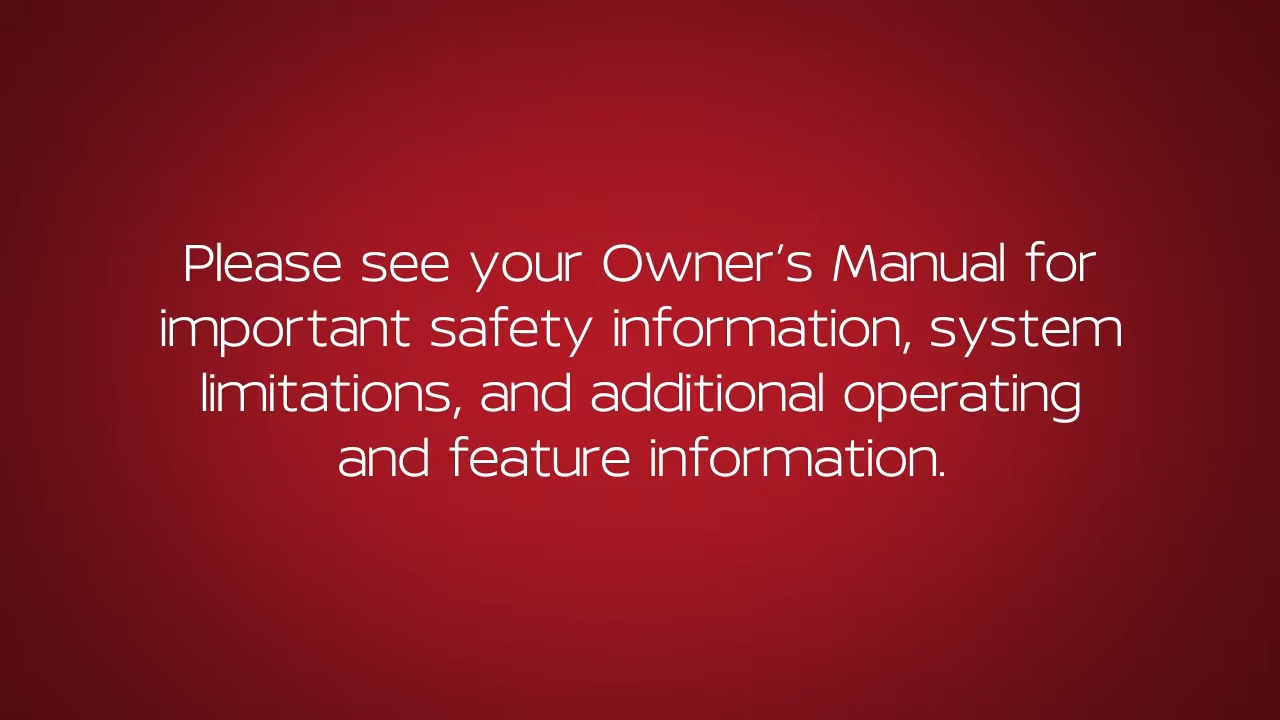 Please see your Owner’s Manual for
important safety information, system
limitations, and additional operating
and feature information.